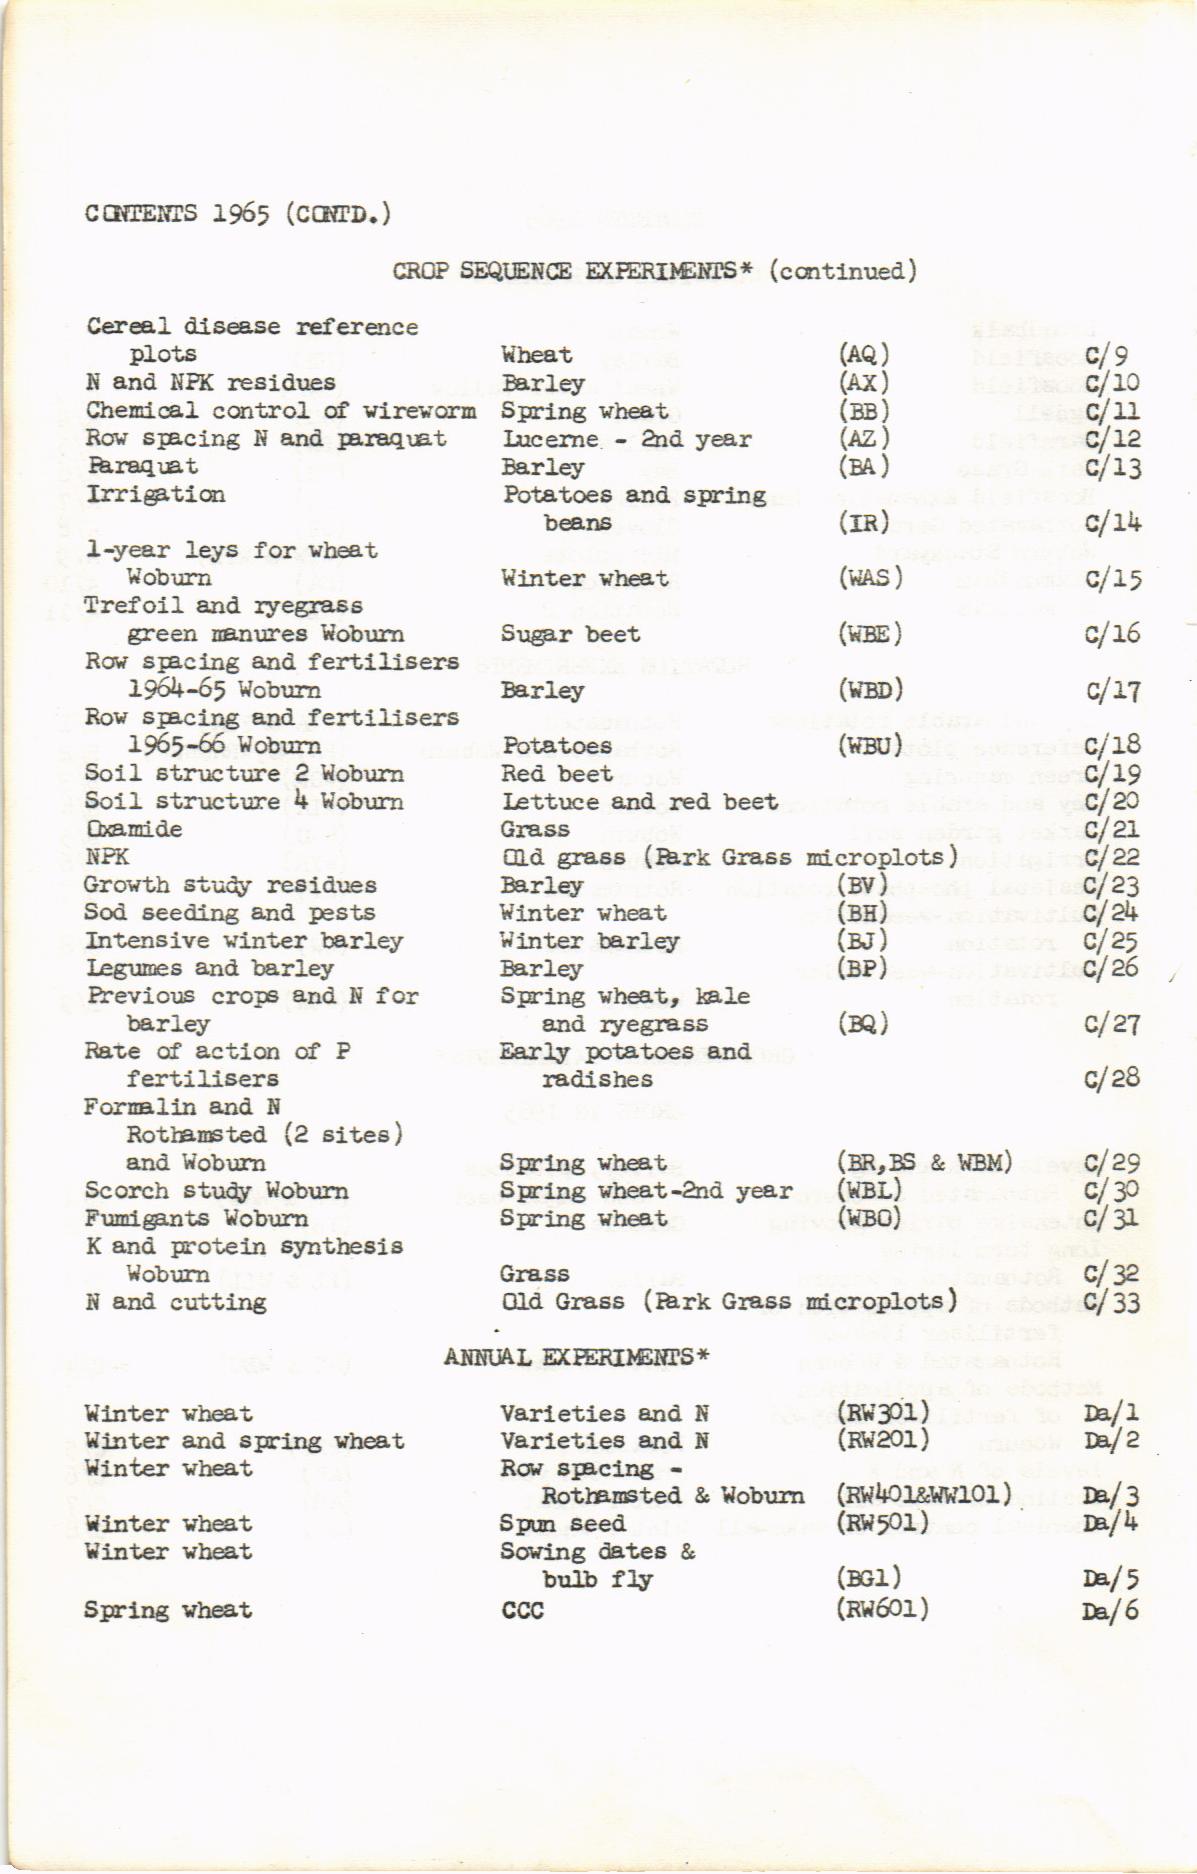 CONTENTS 1965 (CONTD.)
CROP SEQUENCE EXPERIMENTS* (continued)
Cereal disease reference
plots Wheat (AQ) C/9
N and NPK residues Barley (AX) C/10
Chemical control of wireworm Spring wheat (BB) C/11
Row spacing N and paraquat Lucerne - 2nd year (AZ) C/12
Paraquat Barley (BA) C/13
Irrigation Potatoes and spring
beans (IR) C/14
1-year leys for wheat
Woburn Winter wheat (WAS) C/15
Trefoil and ryegrass
green manures Woburn Sugar beet (WBE) C/16
Row spacing and fertilisers
1964-65 Woburn Barley (WBD) C/17
Row spacing and fertilisers
1965-66 Woburn Potatoes (WBU) C/18
Soil structure 2 Woburn Red beet C/19
Soil structure 4 Woburn Lettuce and red beet C/20
Oxamide Grass C/21
NPK Old grass (Park Grass microplots) C/22
Growth study residues Barley (BV) C/23
Sod seeding and pests Winter wheat (BH) C/24
Intensive winter barley Winter barley (BJ) C/25
Legumes and barley Barley (BP) C/26
Previous crops and N for Spring wheat, kale
barley and ryegrass (BQ) C/27
Rate of action of P Early potatoes and
fertilisers radishes C/28
Formalin and N
Rothamsted (2 sites)
and Woburn Spring wheat (BR,BS & WBM) C/29
Scorch study Woburn Spring wheat-2nd year (WBL) C/30
Fumigants Woburn Spring wheat (WBO) C/31
K and protein synthesis
Woburn Grass C/32
N and cutting Old Grass (Park Grass microplots) C/33
ANNUAL EXPERIMENTS*
Winter wheat Varieties and N (RW301) Da/1
Winter and spring wheat Varieties and N (RW201) Da/2
Winter wheat Row spacing -
Rothamsted & Woburn (RW401&WW101) Da/3
Winter wheat Spun seed (RW501) Da/4
Winter wheat Sowing dates &
bulb fly (BG1) Da/5
Spring wheat CCC (RW601) Da/6